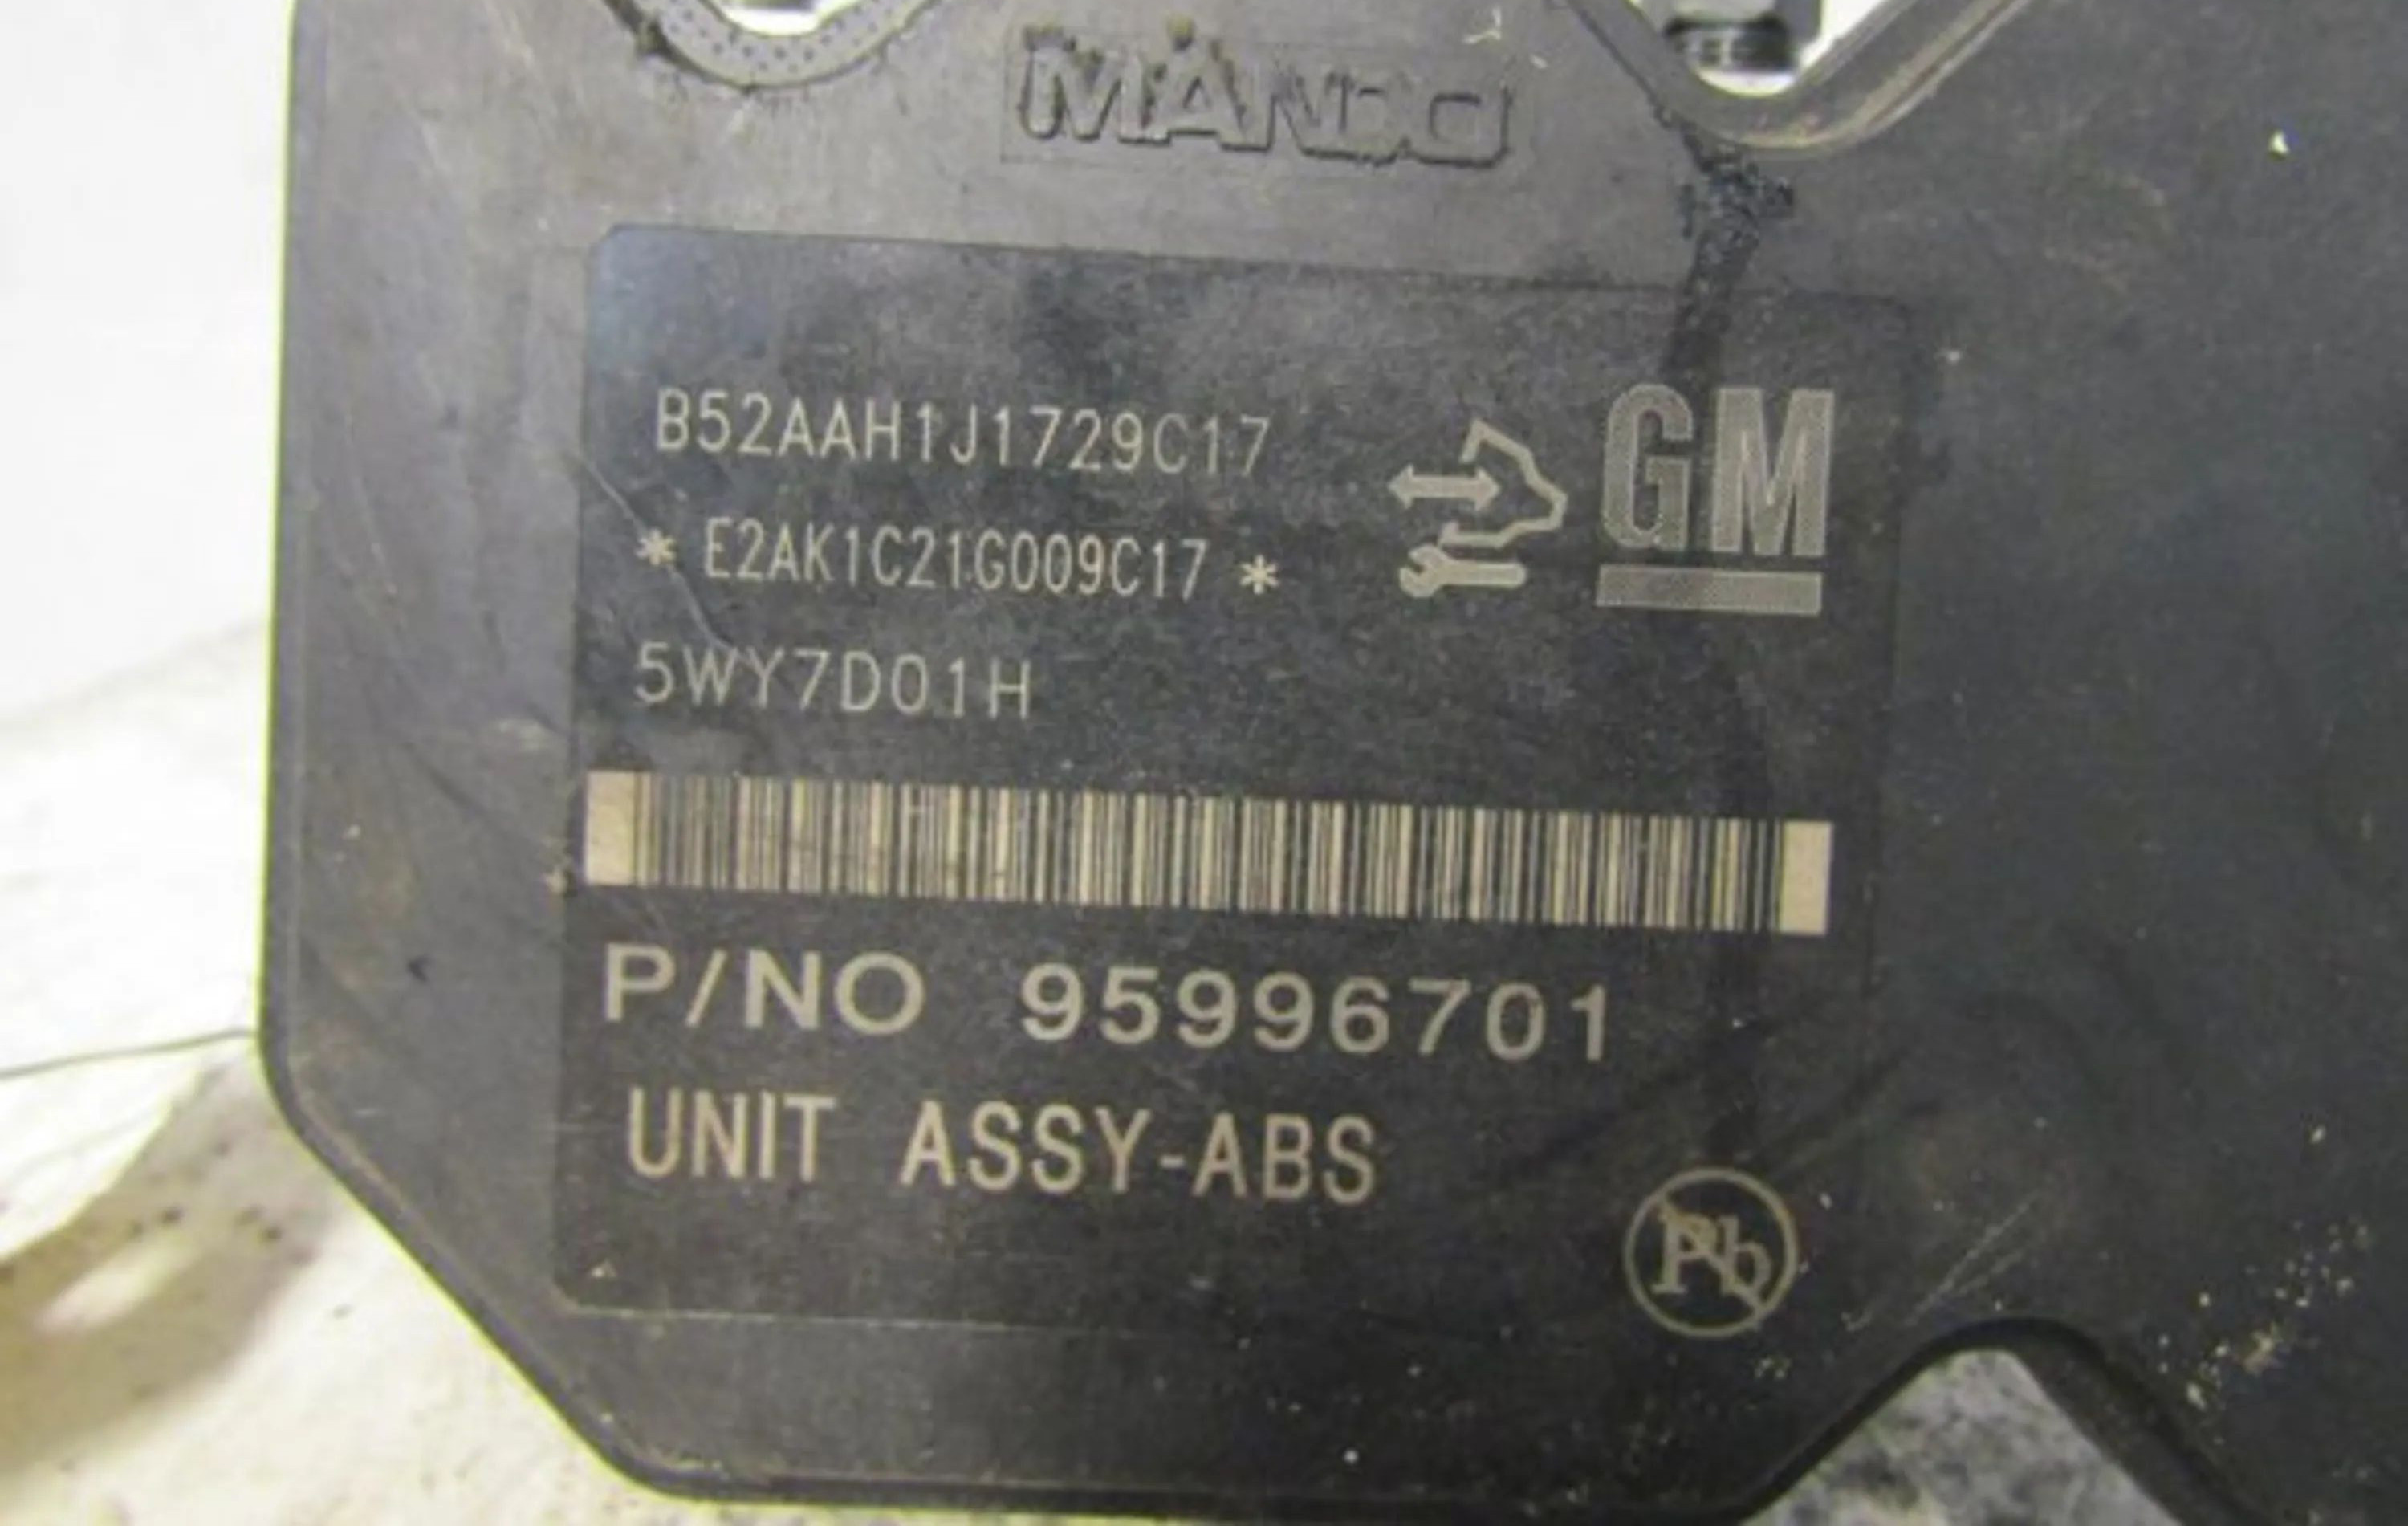 MANDO
B52AAH1J1729C17
GM
* E2AK1C21G009C17 *
5WY7D01H
P/NO 95996701
UNIT ASSY-ABS
Pb